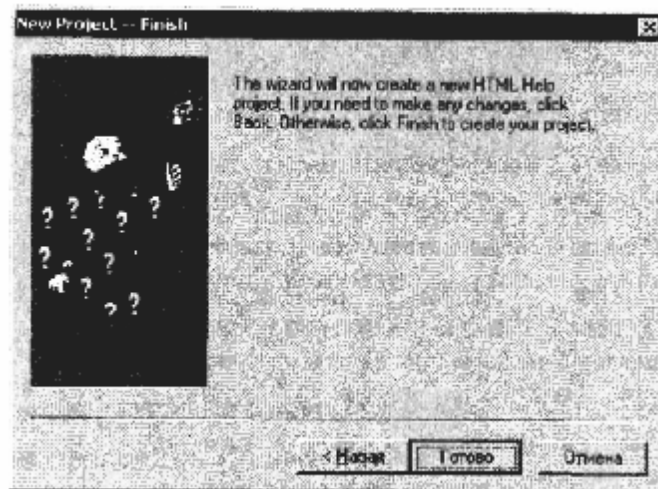 New Project -- Finish
The wizard will now create a new HTML Help
project. If you need to make any changes, click
Back. Otherwise, click Finish to create your project.
? ? ? ? ?
? ? ?
? ? ?
< Назад Готово Отмена